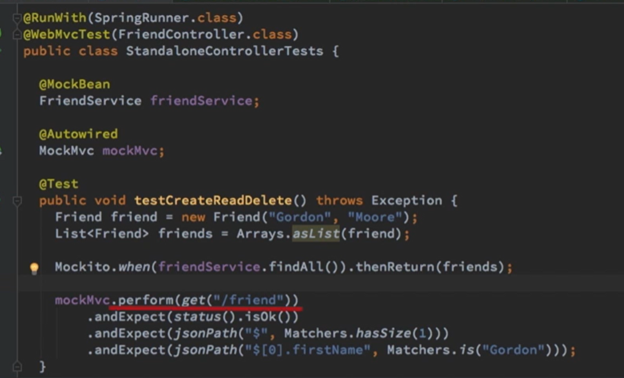 @RunWith(SpringRunner.class)
@WebMvcTest(FriendController.class)
public class StandaloneControllerTests {
@MockBean
FriendService friendService;
@Autowired
MockMvc mockMvc;
@Test
public void testCreateReadDelete() throws Exception {
Friend friend = new Friend("Gordon", "Moore");
List<Friend> friends = Arrays.asList(friend);
Mockito.when(friendService.findAll()).thenReturn(friends);
mockMvc.perform(get("/friend"))
.andExpect(status().isOk())
.andExpect(jsonPath("$", Matchers.hasSize(1)))
.andExpect(jsonPath("$[0].firstName", Matchers.is("Gordon")));
}